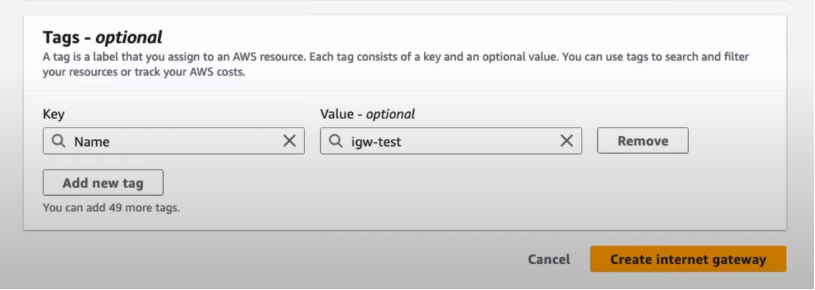 Tags - optional
A tag is a label that you assign to an AWS resource. Each tag consists of a key and an optional value. You can use tags to search and filter
your resources or track your AWS costs.
Key
Value - optional
Name
igw-test
Remove
Add new tag
You can add 49 more tags.
Cancel
Create internet gateway